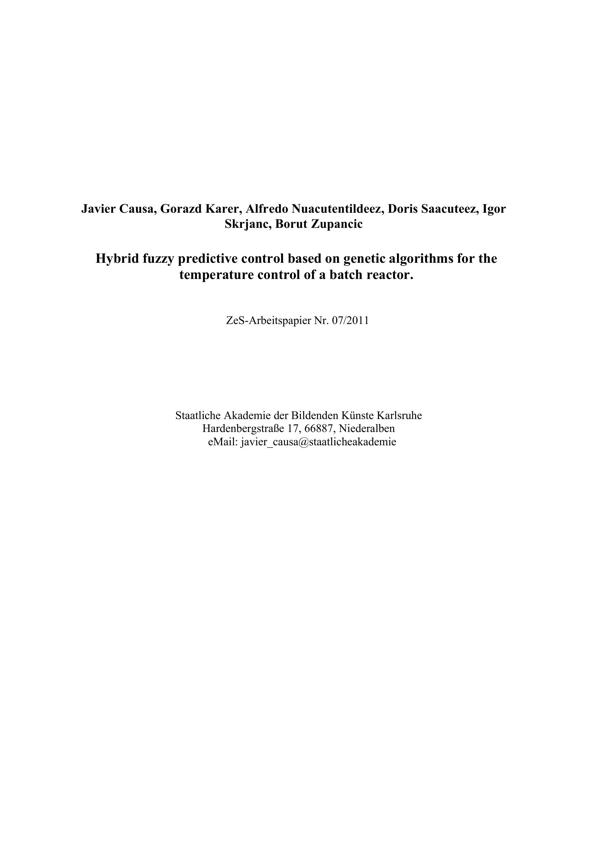 Javier Causa, Gorazd Karer, Alfredo Nuacutentildeez, Doris Saacuteez, Igor
Skrjanc, Borut Zupancic
Hybrid fuzzy predictive control based on genetic algorithms for the
temperature control of a batch reactor.
ZeS-Arbeitspapier Nr. 07/2011
Staatliche Akademie der Bildenden Künste Karlsruhe
Hardenbergstraße 17, 66887, Niederalben
eMail: javier_causa@staatlicheakademie